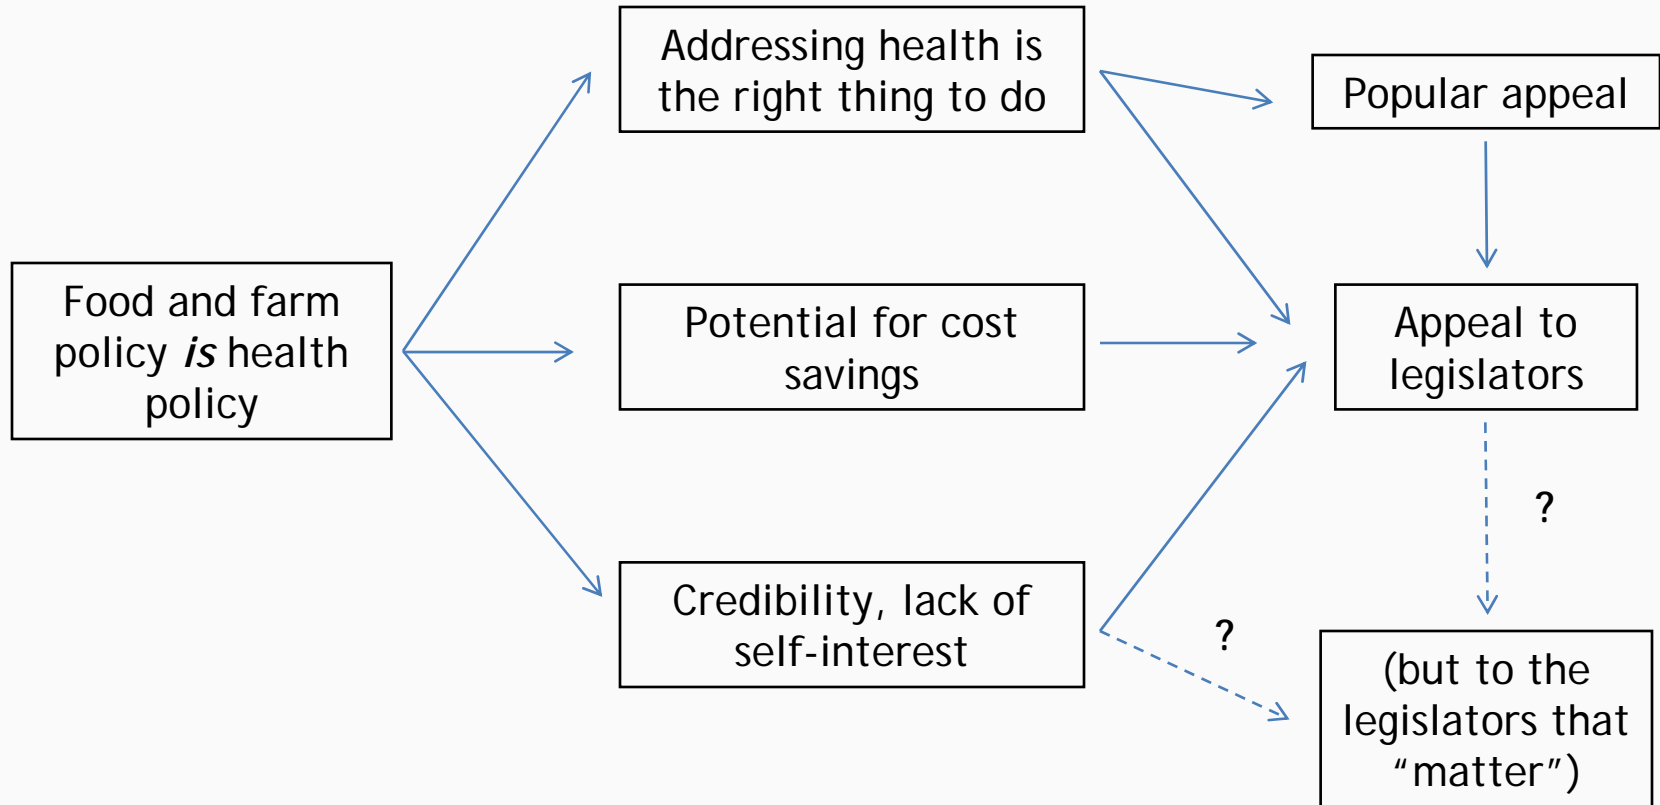 Addressing health is
the right thing to do
Popular appeal
Food and farm
policy is health
policy
Potential for cost
savings
Appeal to
legislators
?
Credibility, lack of
self-interest
?
(but to the
legislators that
“matter”)